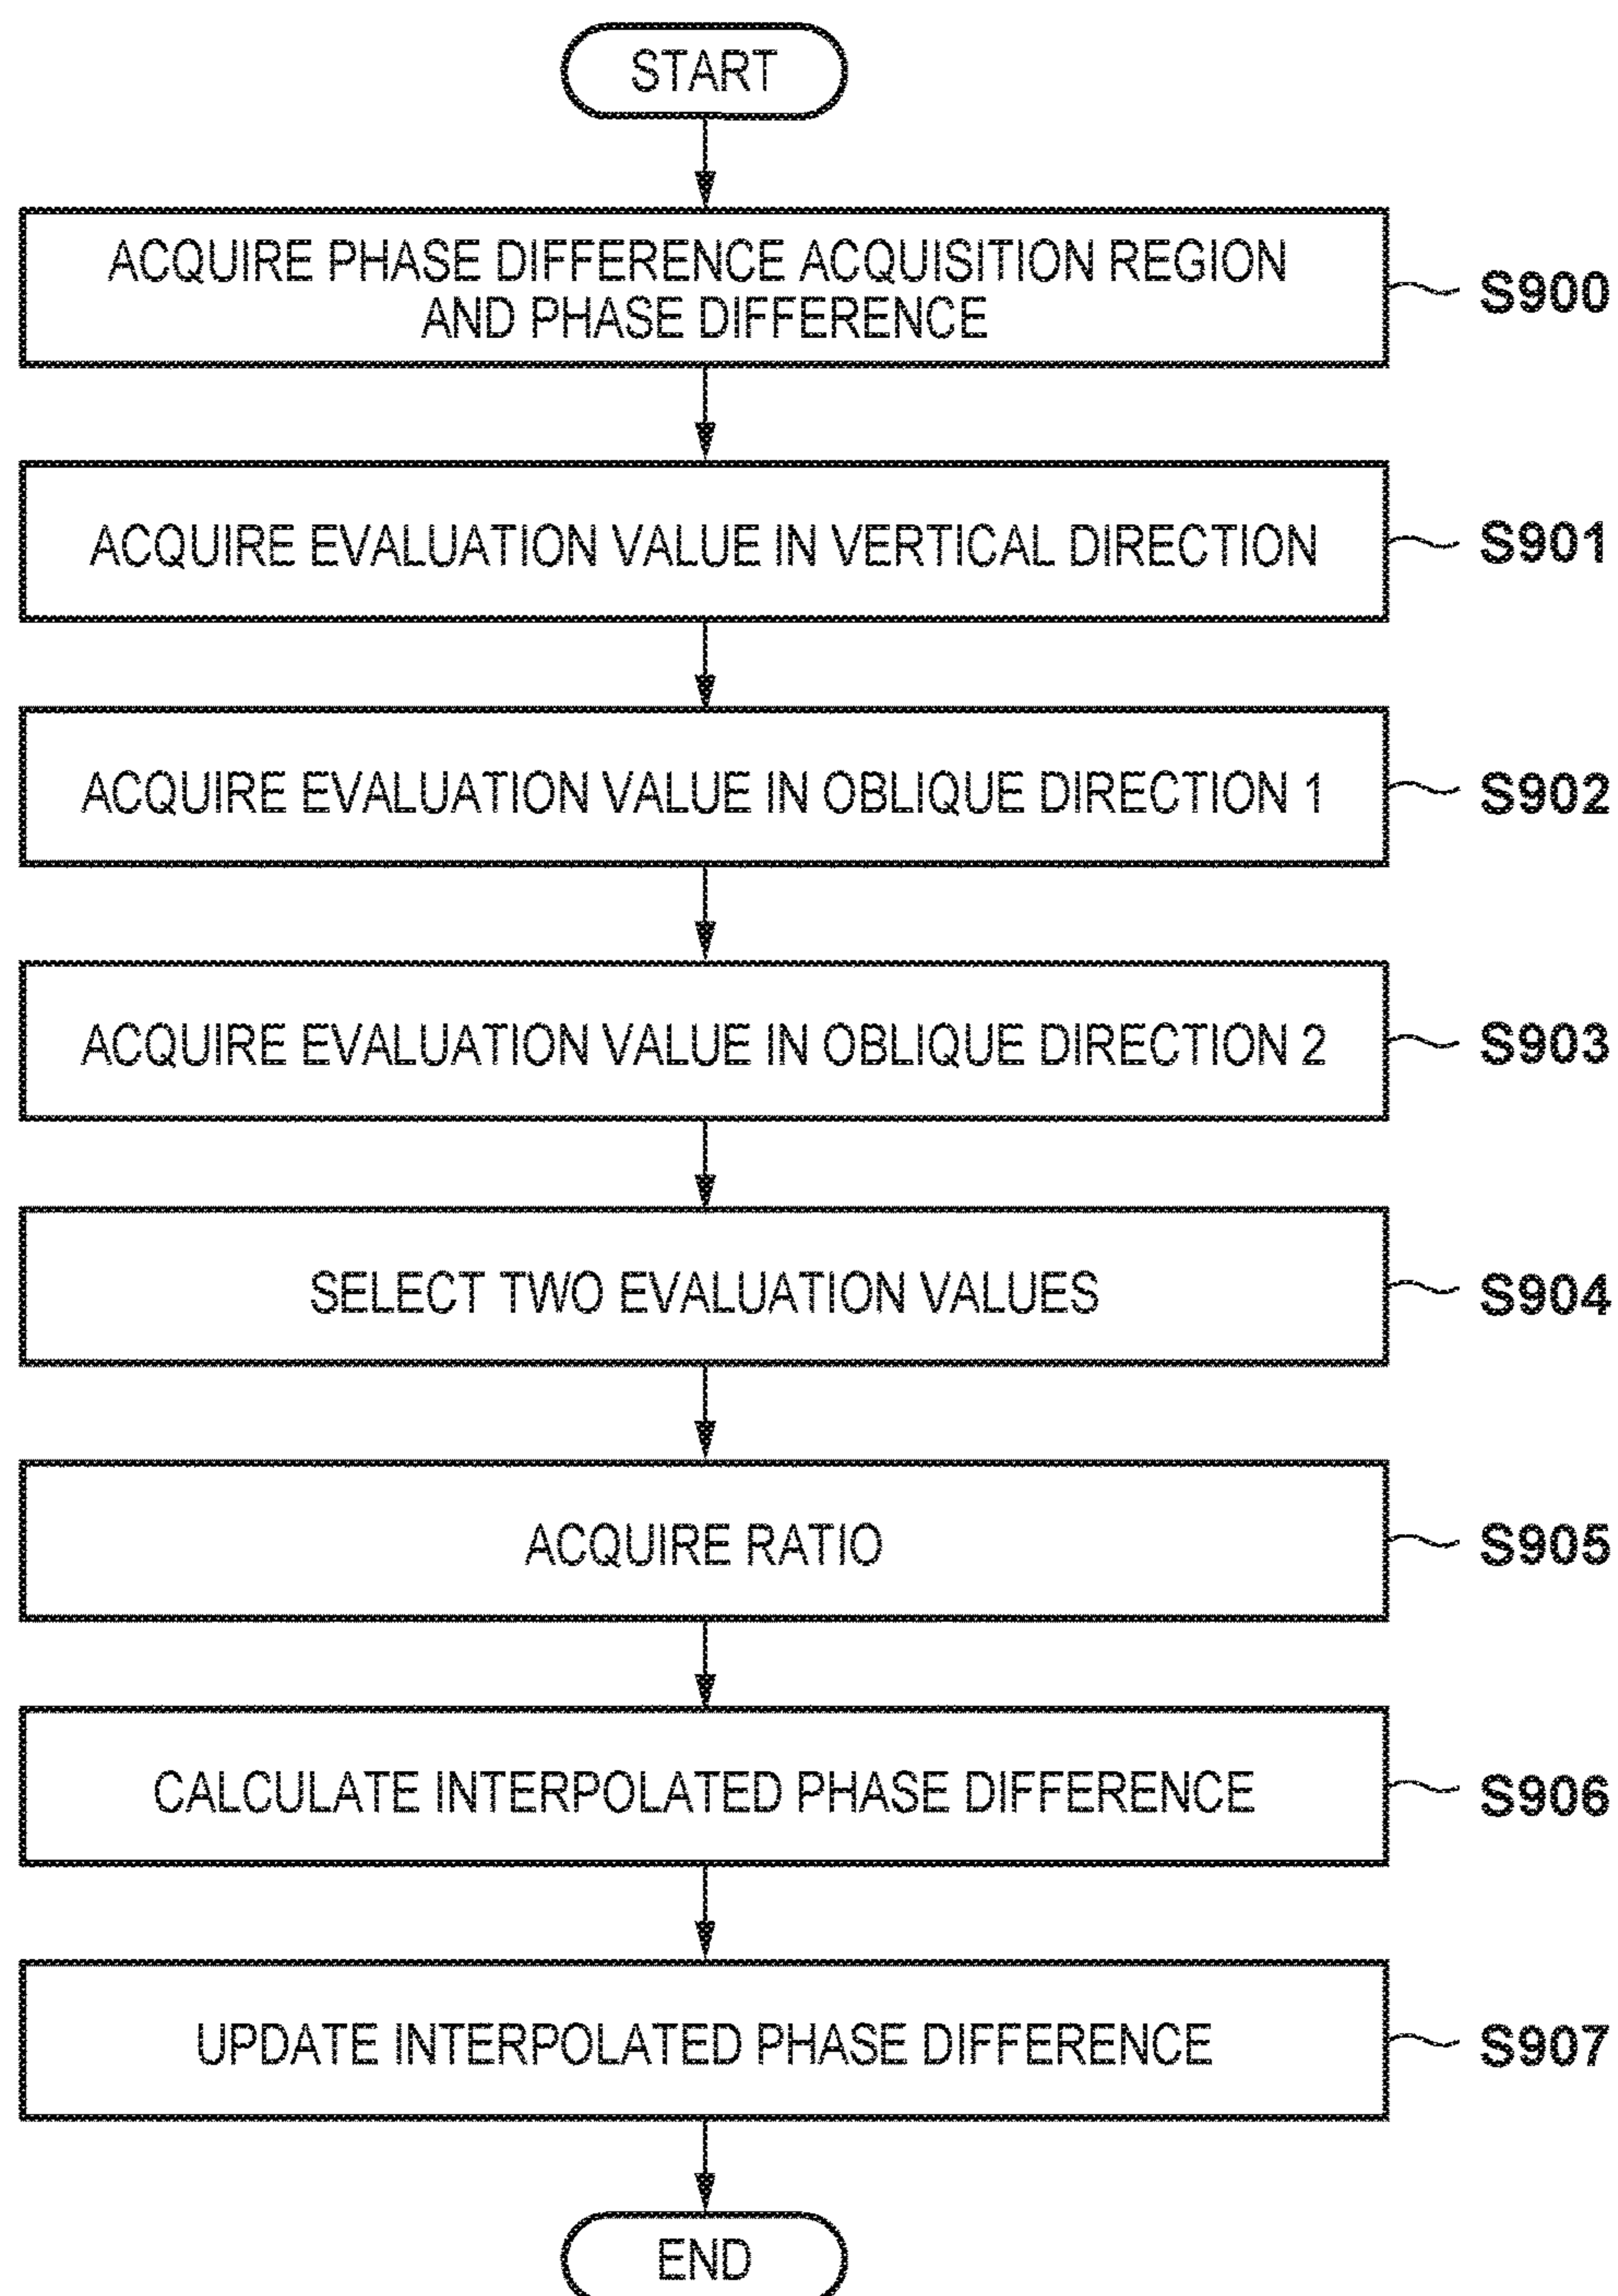 START
ACQUIRE PHASE DIFFERENCE ACQUISITION REGION
AND PHASE DIFFERENCE
S900
ACQUIRE EVALUATION VALUE IN VERTICAL DIRECTION
S901
ACQUIRE EVALUATION VALUE IN OBLIQUE DIRECTION 1
S902
ACQUIRE EVALUATION VALUE IN OBLIQUE DIRECTION 2
S903
SELECT TWO EVALUATION VALUES
S904
ACQUIRE RATIO
S905
CALCULATE INTERPOLATED PHASE DIFFERENCE
S906
UPDATE INTERPOLATED PHASE DIFFERENCE
S907
END